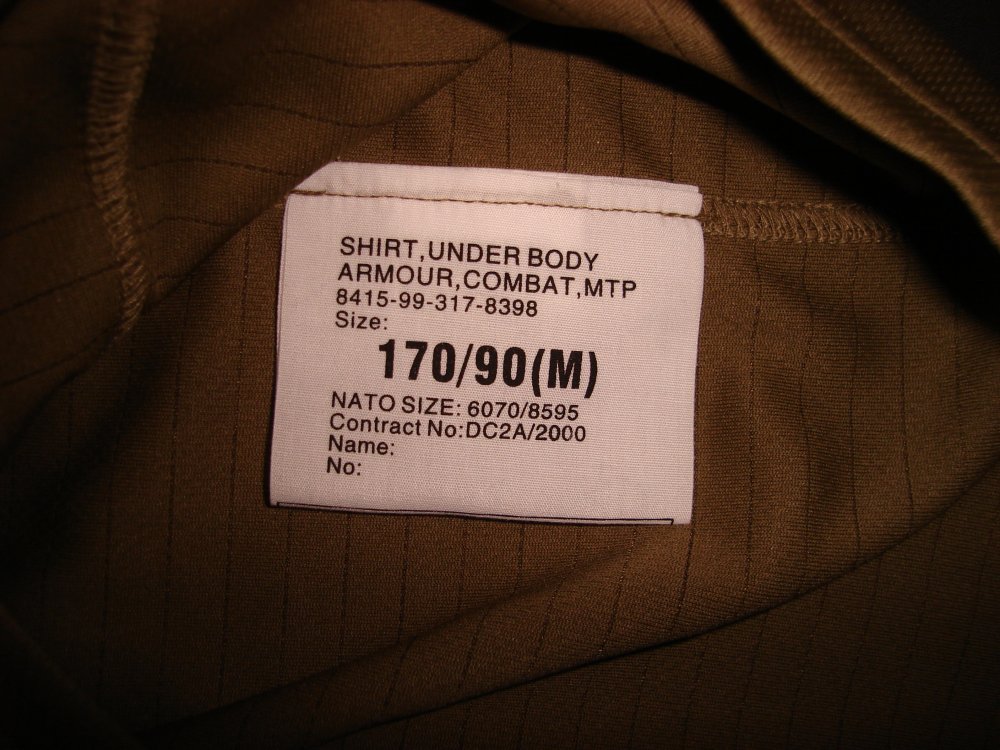 SHIRT,UNDER BODY
ARMOUR,COMBAT,MTP
8415-99-317-8398
Size:
170/90(M)
NATO SIZE: 6070/8595
Contract No:DC2A/2000
Name:
No: